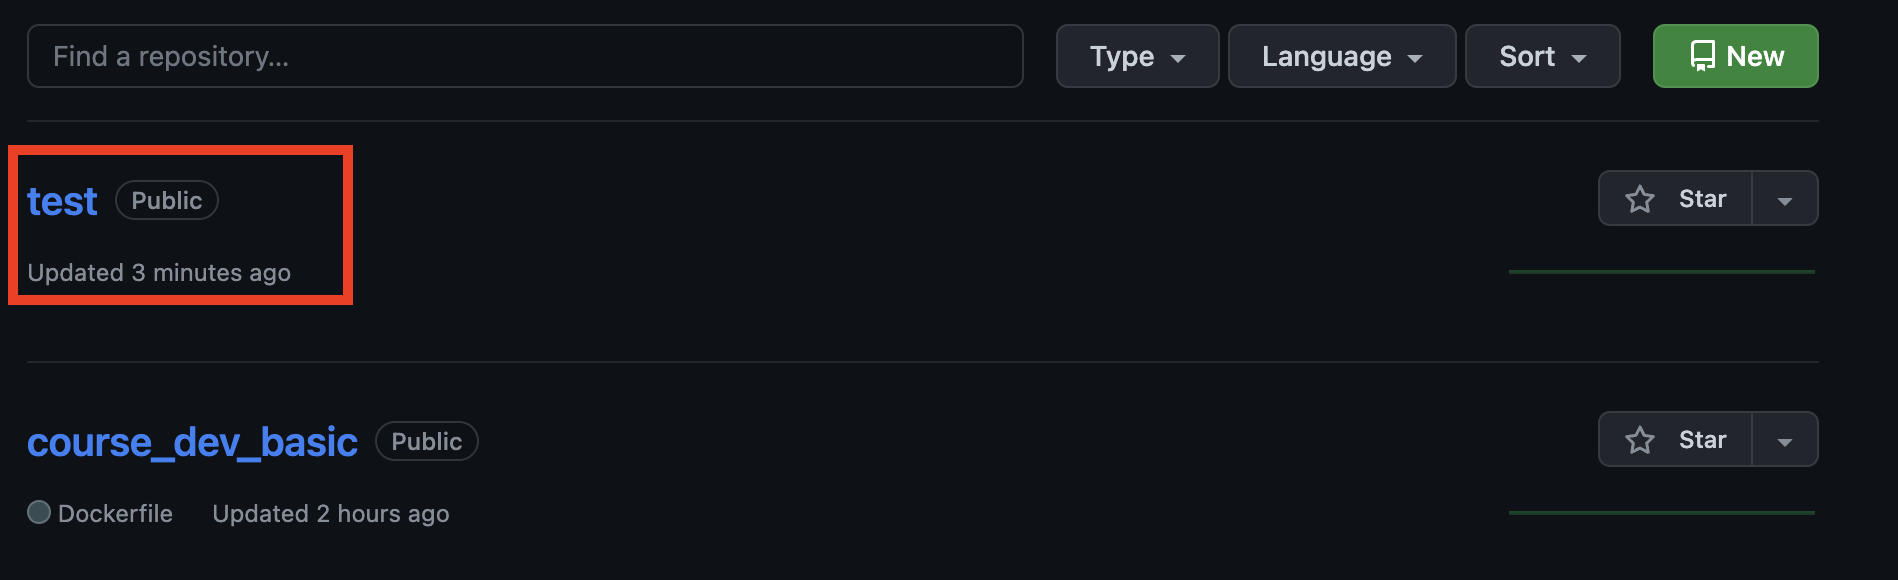 Find a repository...
Type
Language
Sort
New
test
Public
Star
Updated 3 minutes ago
course_dev_basic
Public
Star
Dockerfile
Updated 2 hours ago